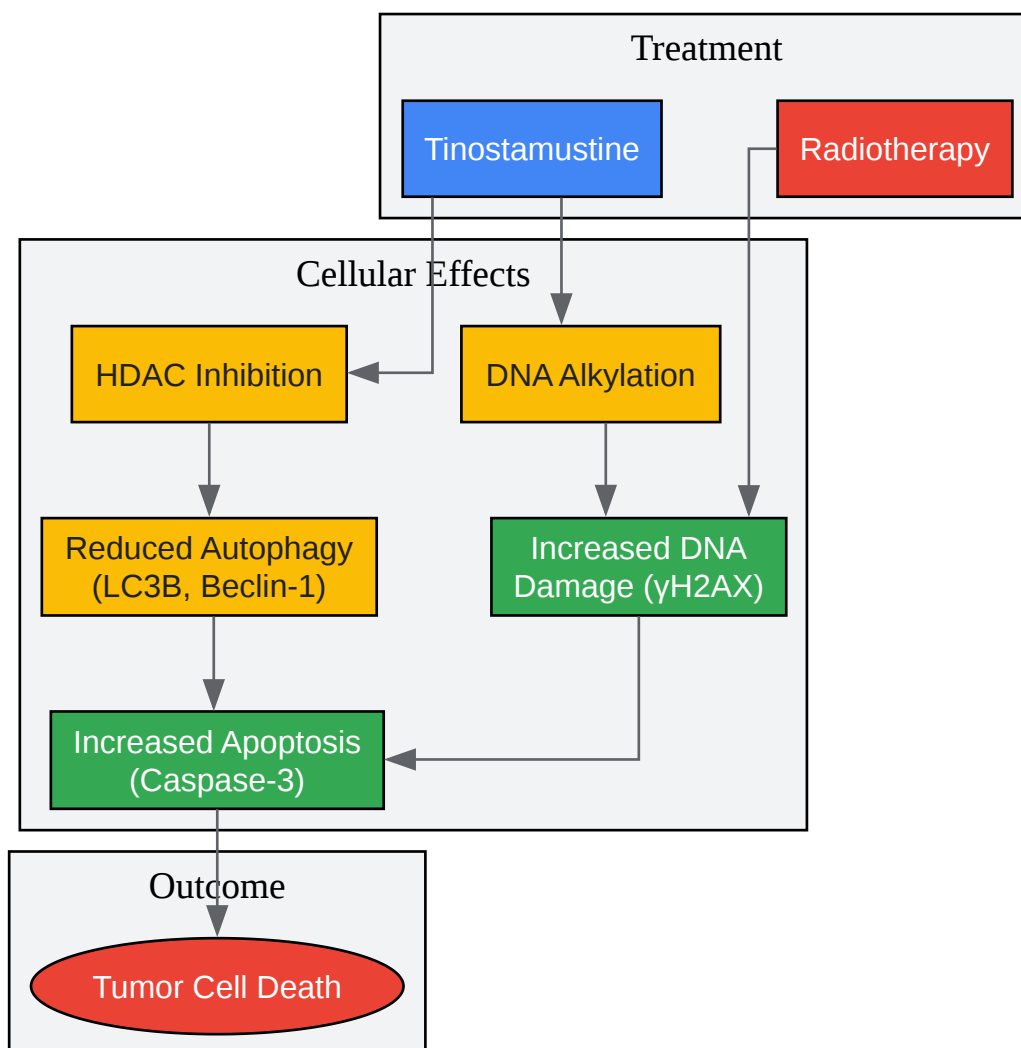 Treatment
Tinostamustine
Radiotherapy
Cellular Effects
HDAC Inhibition
DNA Alkylation
Reduced Autophagy
(LC3B, Beclin-1)
Increased DNA
Damage (γH2AX)
Increased Apoptosis
(Caspase-3)
Outcome
Tumor Cell Death